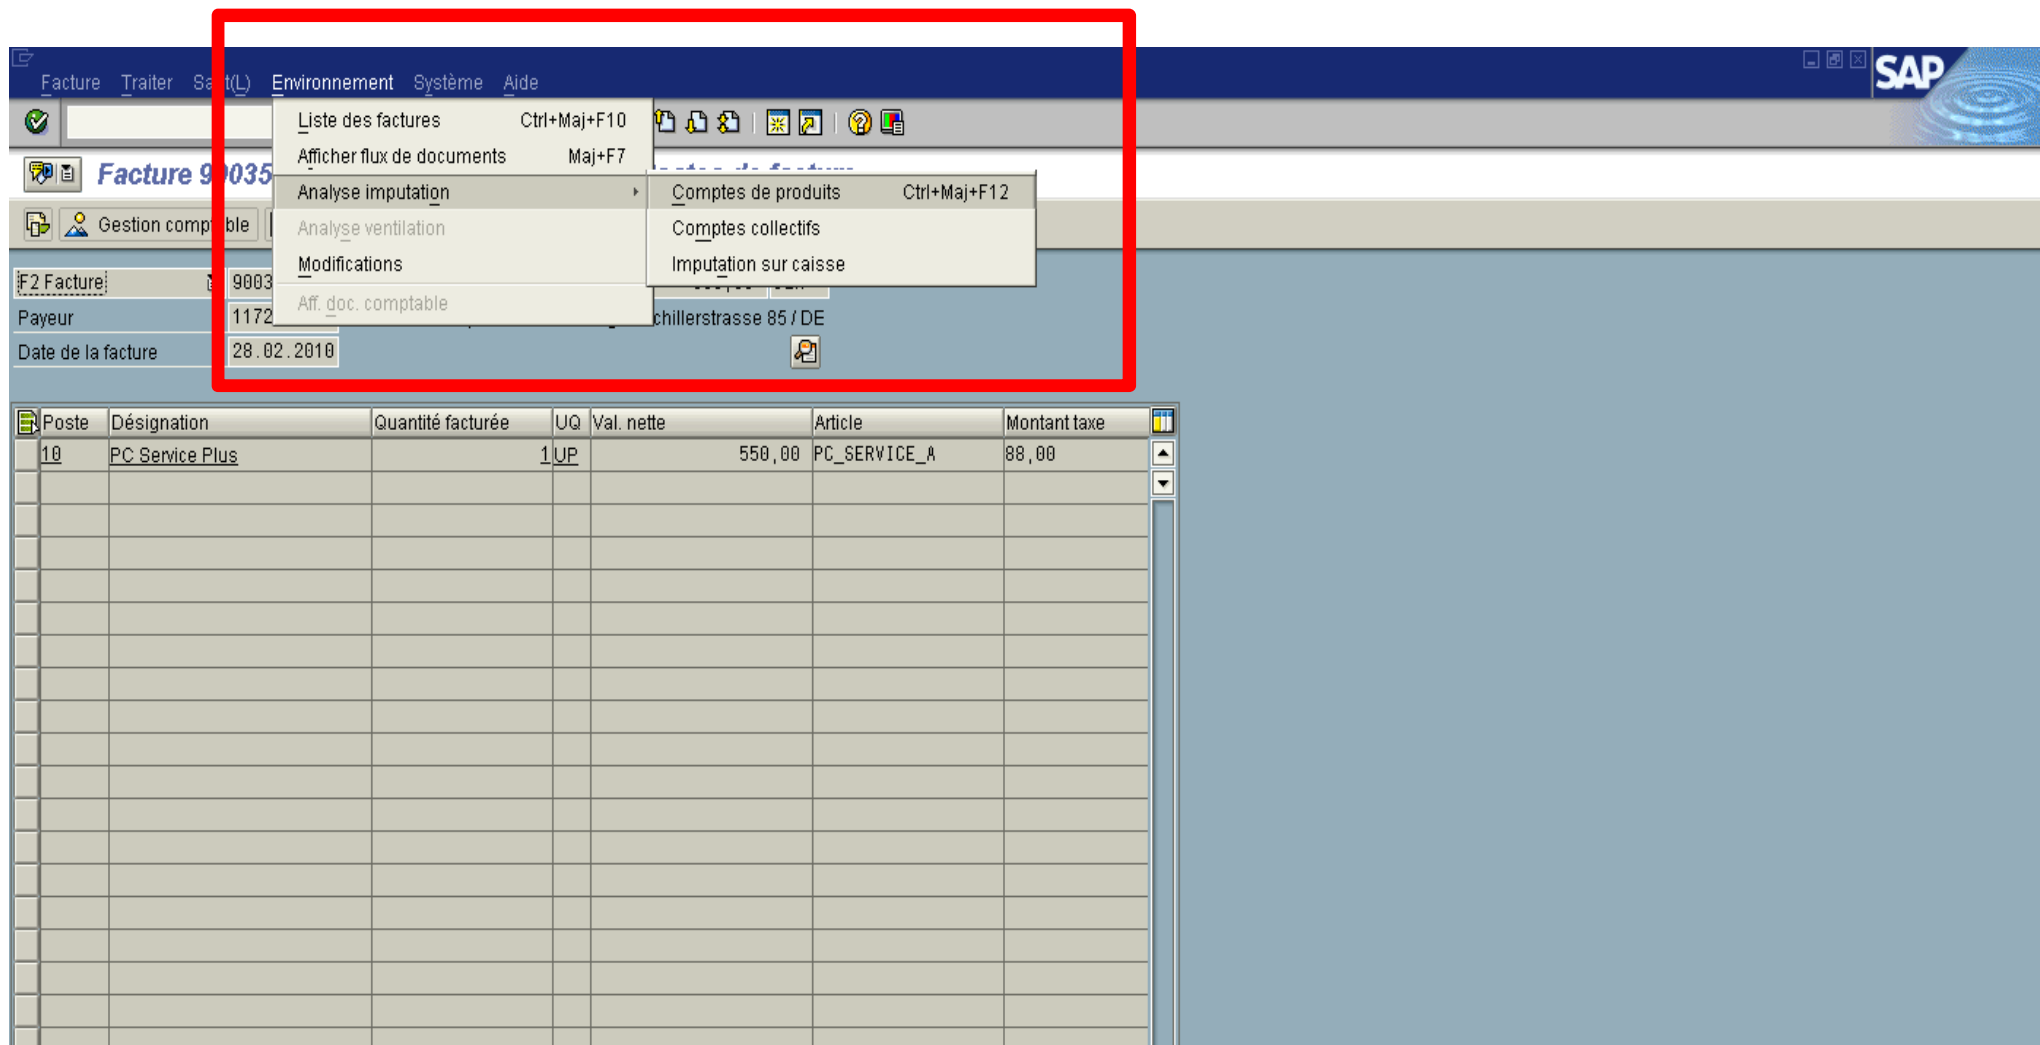 Facture Traiter Environnement Système Aide
SAP
Liste des factures Ctrl+Maj+F10
Afficher flux de documents Maj+F7
Facture
Analyse imputation Comptes de produits Ctrl+Maj+F12
Gestion Analyse ventilation Comptes collectifs
Modifications Imputation sur caisse
F2 Facture
Aff. doc. comptable
Payeur 85 / DE
Date de la facture 28.02.2010
Poste Désignation Quantité facturée UQ Val. nette Article Montant taxe
10 PC Service Plus 1 UP 550,00 PC_SERVICE_A 88,00